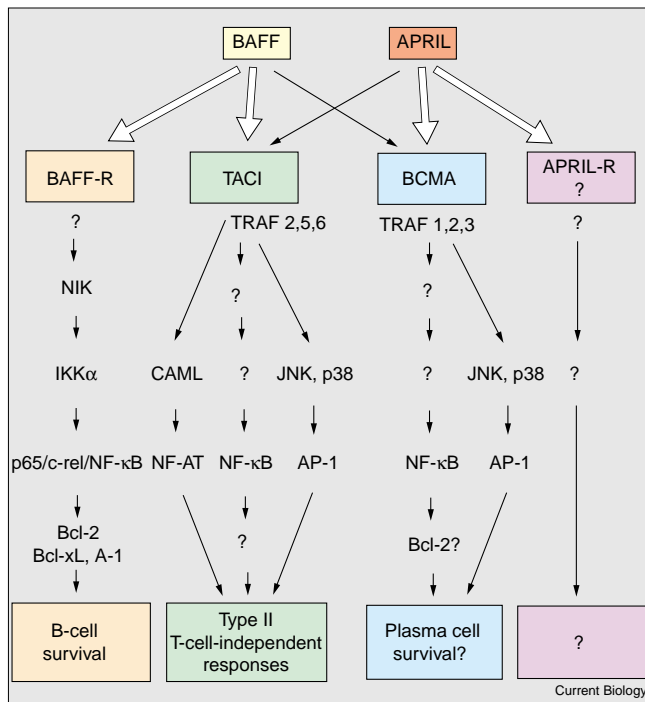 BAFF
APRIL
BAFF-R
TACI
BCMA
APRIL-R
?
?
TRAF 2,5,6
TRAF 1,2,3
?
NIK
?
?
IKKα
CAML
?
JNK, p38
?
JNK, p38
?
p65/c-rel/NF-κB
NF-AT
NF-κB
AP-1
NF-κB
AP-1
Bcl-2
Bcl-xL, A-1
?
Bcl-2?
B-cell
survival
Type II
T-cell-independent
responses
Plasma cell
survival?
?
Current Biology